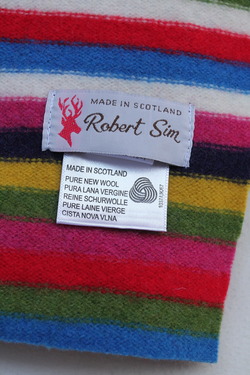 MADE IN SCOTLAND
Robert Sim
MADE IN SCOTLAND
PURE NEW WOOL
PURA LANA VERGINE
REINE SCHURWOLLE
PURE LAINE VIERGE
CISTA NOVA VLNA